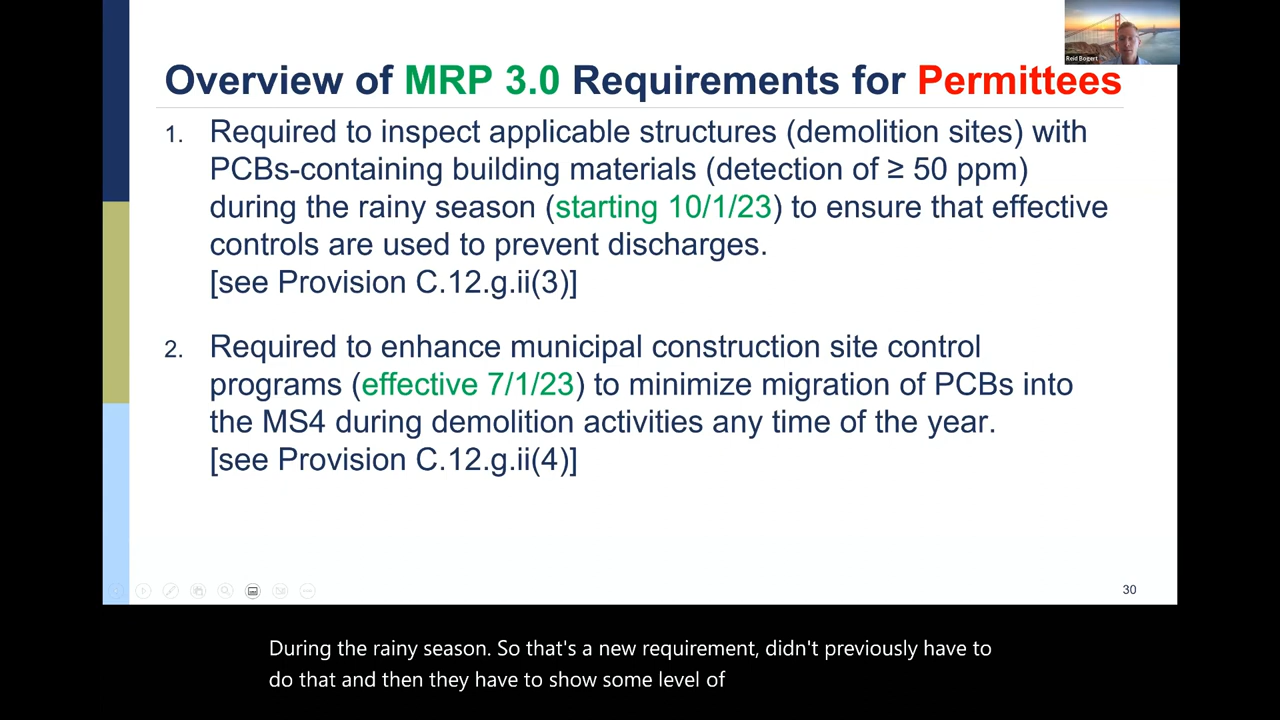 Reid Bogert
Overview of MRP 3.0 Requirements for Permittees
1. Required to inspect applicable structures (demolition sites) with
PCBs-containing building materials (detection of ≥ 50 ppm)
during the rainy season (starting 10/1/23) to ensure that effective
controls are used to prevent discharges.
[see Provision C.12.g.ii(3)]
2. Required to enhance municipal construction site control
programs (effective 7/1/23) to minimize migration of PCBs into
the MS4 during demolition activities any time of the year.
[see Provision C.12.g.ii(4)]
30
During the rainy season. So that's a new requirement, didn't previously have to
do that and then they have to show some level of